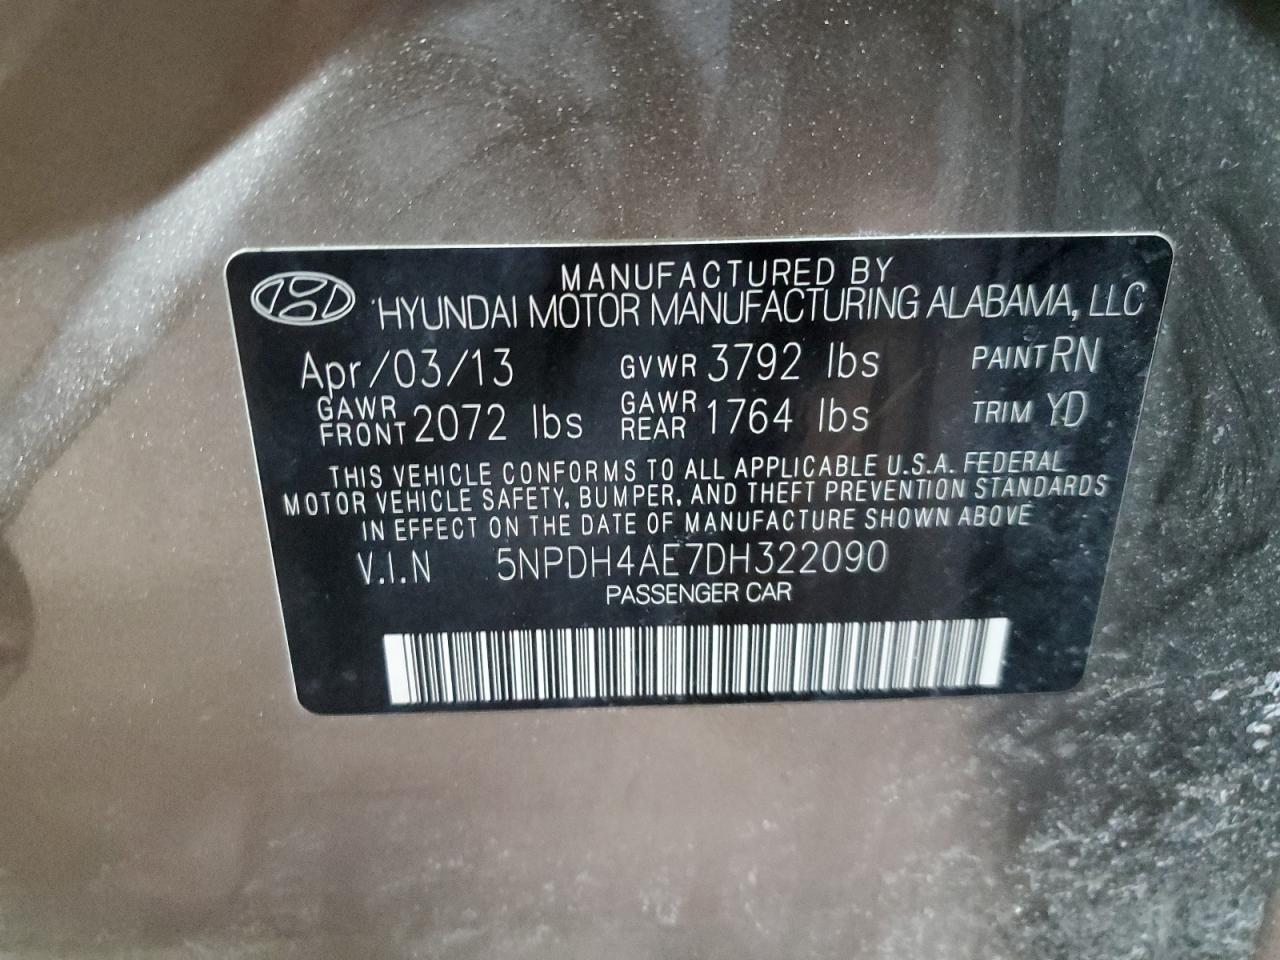 MANUFACTURED BY
HYUNDAI MOTOR MANUFACTURING ALABAMA, LLC
Apr/03/13 GVWR 3792 lbs PAINT RN
GAWR FRONT 2072 lbs GAWR REAR 1764 lbs TRIM YD
THIS VEHICLE CONFORMS TO ALL APPLICABLE U.S.A. FEDERAL
MOTOR VEHICLE SAFETY, BUMPER, AND THEFT PREVENTION STANDARDS
IN EFFECT ON THE DATE OF MANUFACTURE SHOWN ABOVE
V.I.N 5NPDH4AE7DH322090
PASSENGER CAR